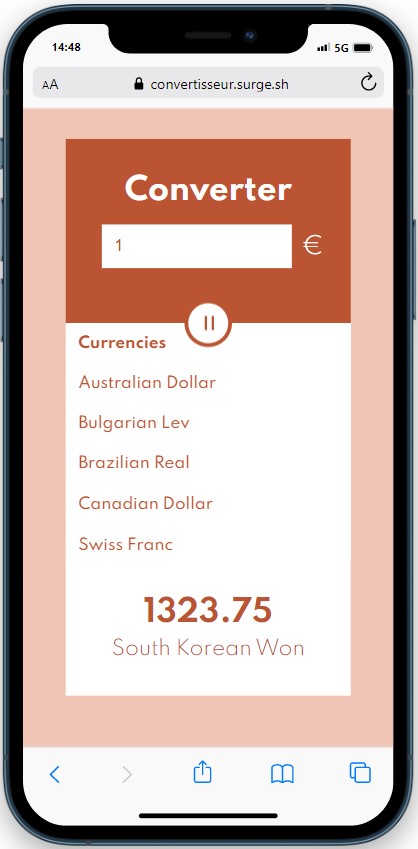 14:48
5G
AA
convertisseur.surge.sh
Converter
1 €
Currencies
Australian Dollar
Bulgarian Lev
Brazilian Real
Canadian Dollar
Swiss Franc
1323.75
South Korean Won